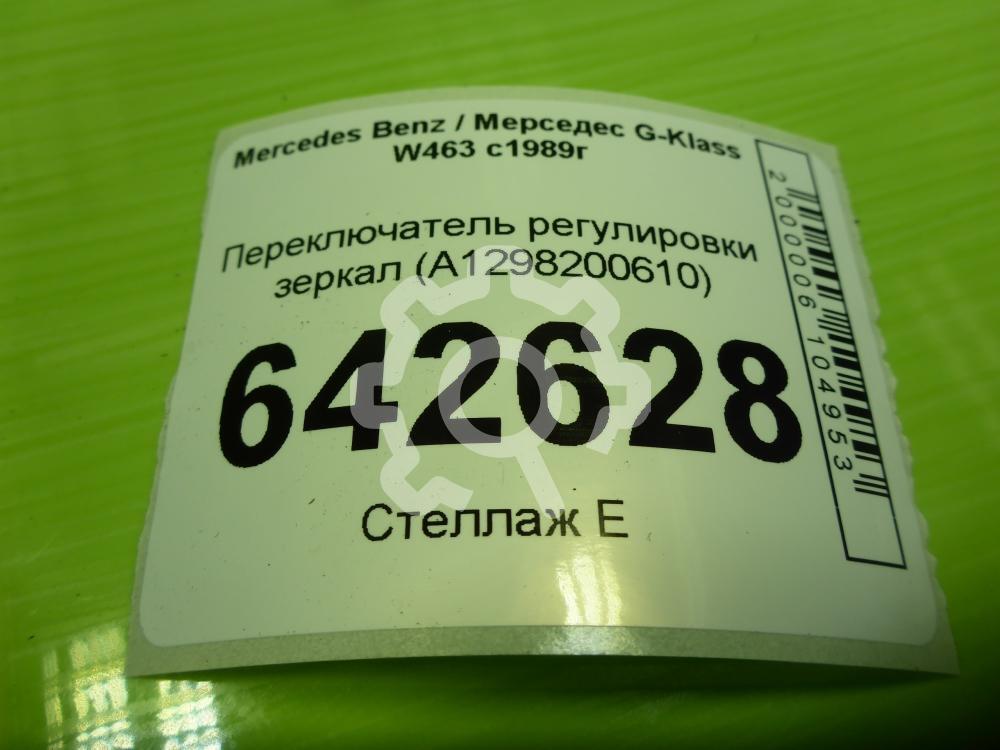 Mercedes Benz / Мерседес G-Klass
W463 с1989г
Переключатель регулировки
зеркал (A1298200610)
642628
Стеллаж Е
2000006104953